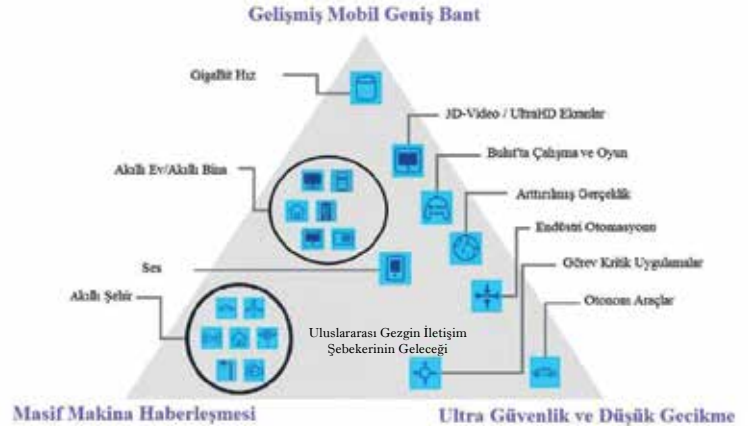 Gelişmiş Mobil Geniş Bant
GigaBit Hız
3D-Video / UltraHD Ekranlar
Bulut'ta Çalışma ve Oyun
Akıllı Ev/Akıllı Bina
Arttırılmış Gerçeklik
Endüstri Otomasyonu
Görev Kritik Uygulamalar
Ses
Akıllı Şehir
Otonom Araçlar
Uluslararası Gezgin İletişim
Şebekerinin Geleceği
Masif Makina Haberleşmesi
Ultra Güvenlik ve Düşük Gecikme